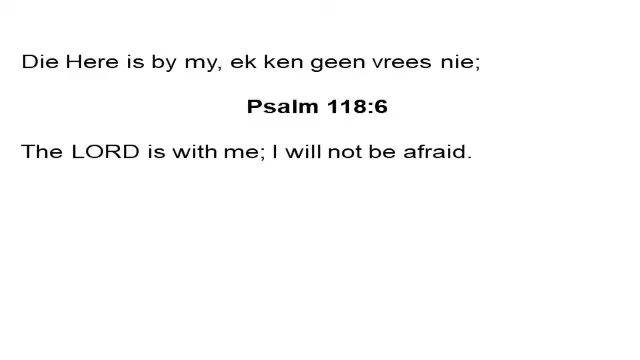 Die Here is by my, ek ken geen vrees nie;
Psalm 118:6
The LORD is with me; I will not be afraid.